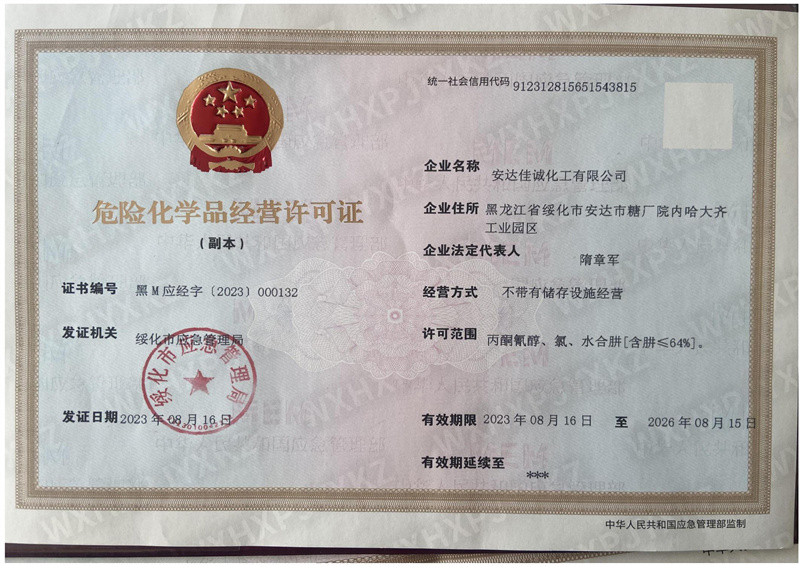 统一社会信用代码 912312815651543815
危险化学品经营许可证
(副本)
证书编号 黑M应经字〔2023〕000132
发证机关 绥化市应急管理局
发证日期 2023年08月16日
绥化市应急管理局
企业名称 安达佳诚化工有限公司
企业住所 黑龙江省绥化市安达市糖厂院内哈大齐
工业园区
企业法定代表人 隋章军
经营方式 不带有储存设施经营
许可范围 丙酮氰醇、氯、水合肼[含肼≤64%]。
有效期限 2023年08月16日 至 2026年08月15日
有效期延续至 ***
中华人民共和国应急管理部监制